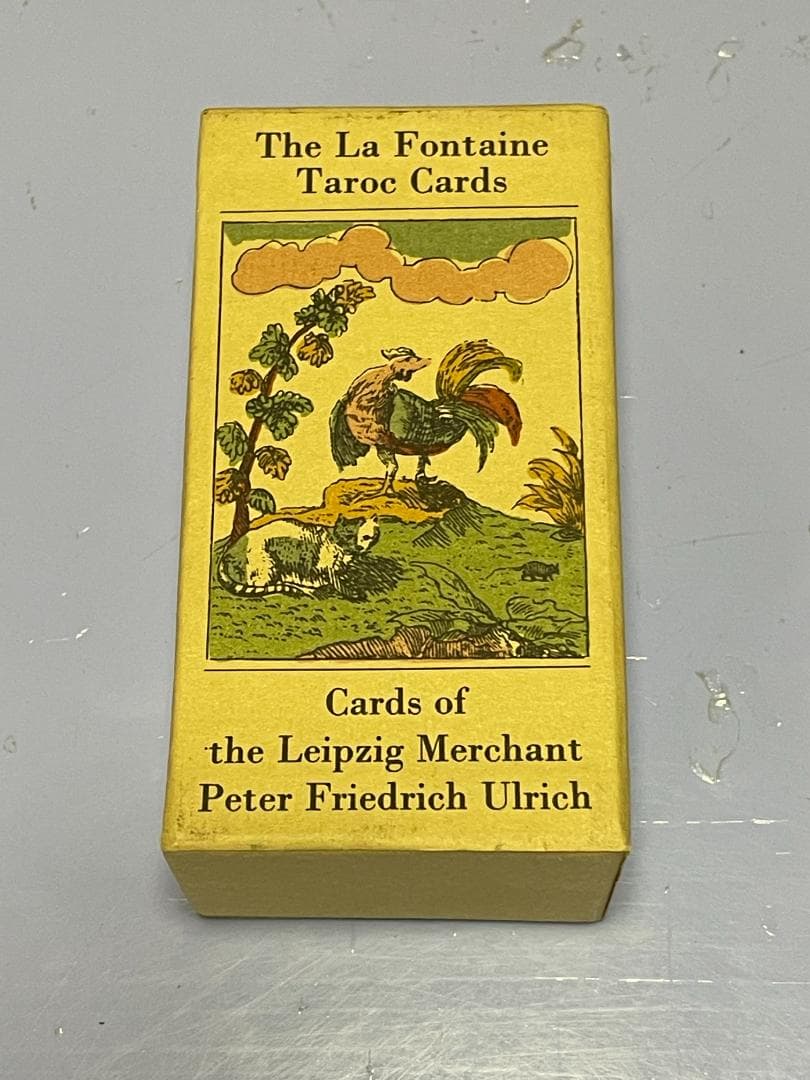 The La Fontaine
Taroc Cards
Cards of
the Leipzig Merchant
Peter Friedrich Ulrich